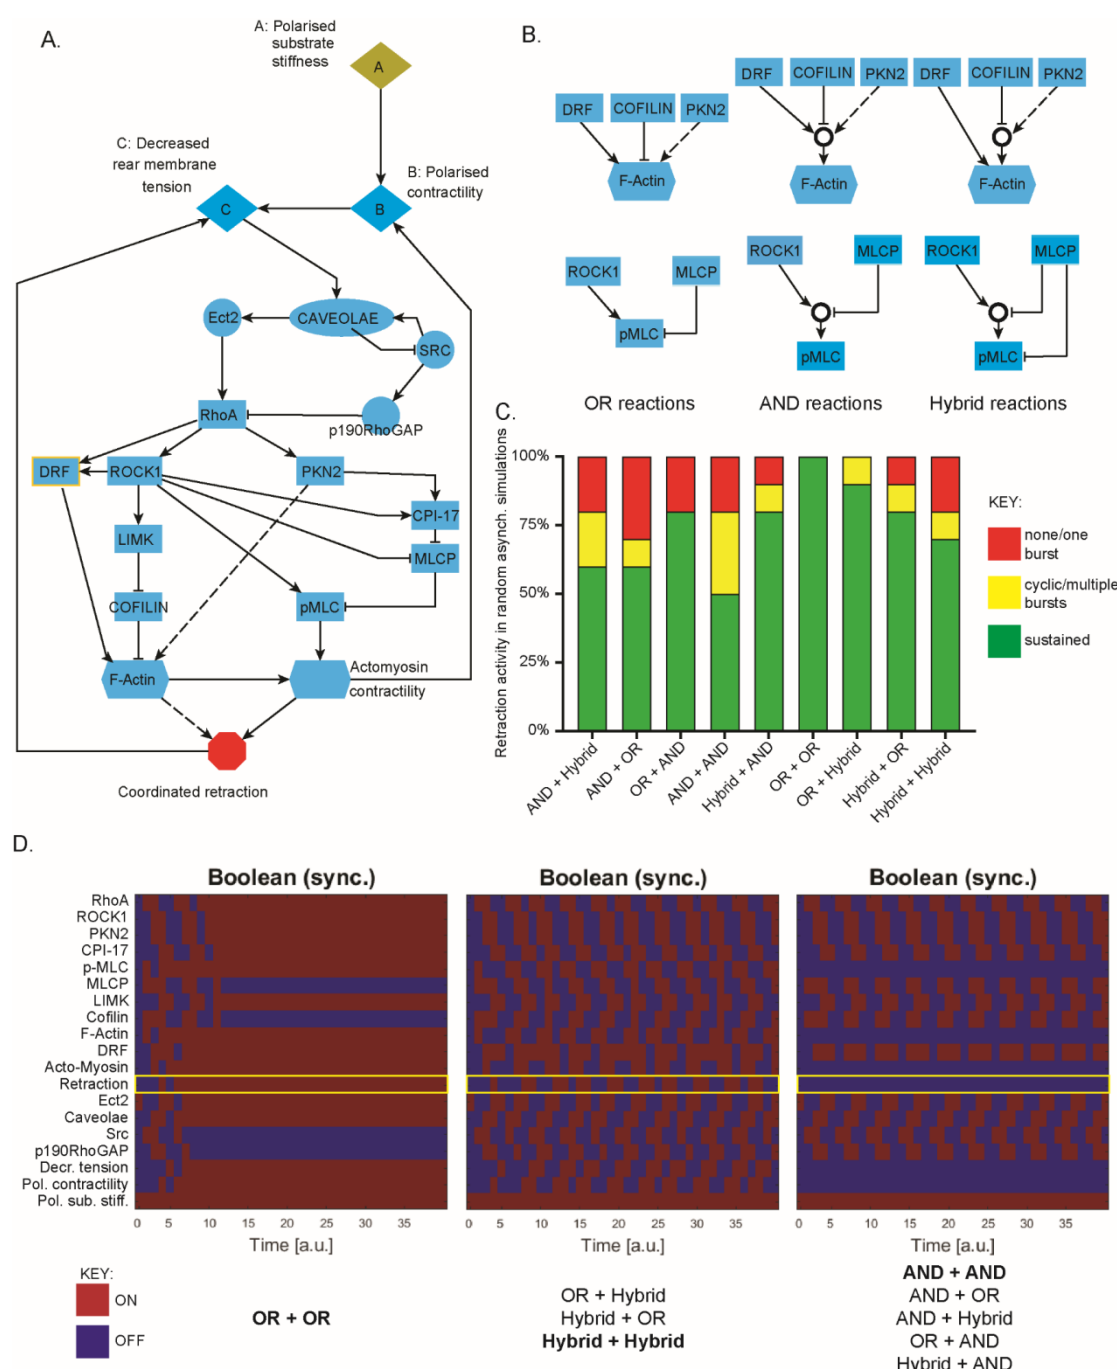 A.
A: Polarised
substrate
stiffness
A
C: Decreased
rear membrane
tension
B: Polarised
contractility
C
B
Ect2
CAVEOLAE
SRC
RhoA
p190RhoGAP
DRF
ROCK1
PKN2
CPI-17
LIMK
MLCP
COFILIN
pMLC
F-Actin
Actomyosin
contractility
Coordinated retraction
B.
DRF
COFILIN
PKN2
F-Actin
DRF
COFILIN
PKN2
F-Actin
DRF
COFILIN
PKN2
F-Actin
ROCK1
MLCP
pMLC
ROCK1
MLCP
pMLC
ROCK1
MLCP
pMLC
OR reactions
AND reactions
Hybrid reactions
C.
Retraction activity in random asynch. simulations
100%
75%
50%
25%
0%
AND + Hybrid
AND + OR
OR + AND
AND + AND
Hybrid + AND
OR + OR
OR + Hybrid
Hybrid + OR
Hybrid + Hybrid
KEY:
none/one
burst
cyclic/multiple
bursts
sustained
D.
Boolean (sync.)
Boolean (sync.)
Boolean (sync.)
RhoA
ROCK1
PKN2
CPI-17
p-MLC
MLCP
LIMK
Cofilin
F-Actin
DRF
Acto-Myosin
Retraction
Ect2
Caveolae
Src
p190RhoGAP
Decr. tension
Pol. contractility
Pol. sub. stiff.
0 5 10 15 20 25 30 35
0 5 10 15 20 25 30 35
0 5 10 15 20 25 30 35
Time [a.u.]
Time [a.u.]
Time [a.u.]
KEY:
ON
OFF
OR + OR
OR + Hybrid
Hybrid + OR
Hybrid + Hybrid
AND + AND
AND + OR
AND + Hybrid
OR + AND
Hybrid + AND